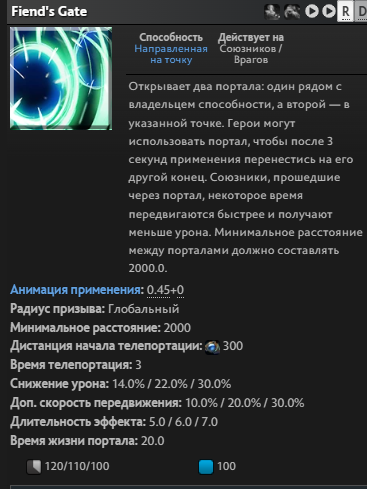 Fiend's Gate
R
D
Способность
Направленная
на точку
Действует на
Союзников /
Врагов
Открывает два портала: один рядом с
владельцем способности, а второй — в
указанной точке. Герои могут
использовать портал, чтобы после 3
секунд применения перенестись на его
другой конец. Союзники, прошедшие
через портал, некоторое время
передвигаются быстрее и получают
меньше урона. Минимальное расстояние
между порталами должно составлять
2000.0.
Анимация применения: 0.45+0
Радиус призыва: Глобальный
Минимальное расстояние: 2000
Дистанция начала телепортации: 300
Время телепортации: 3
Снижение урона: 14.0% / 22.0% / 30.0%
Доп. скорость передвижения: 10.0% / 20.0% / 30.0%
Длительность эффекта: 5.0 / 6.0 / 7.0
Время жизни портала: 20.0
120/110/100 100